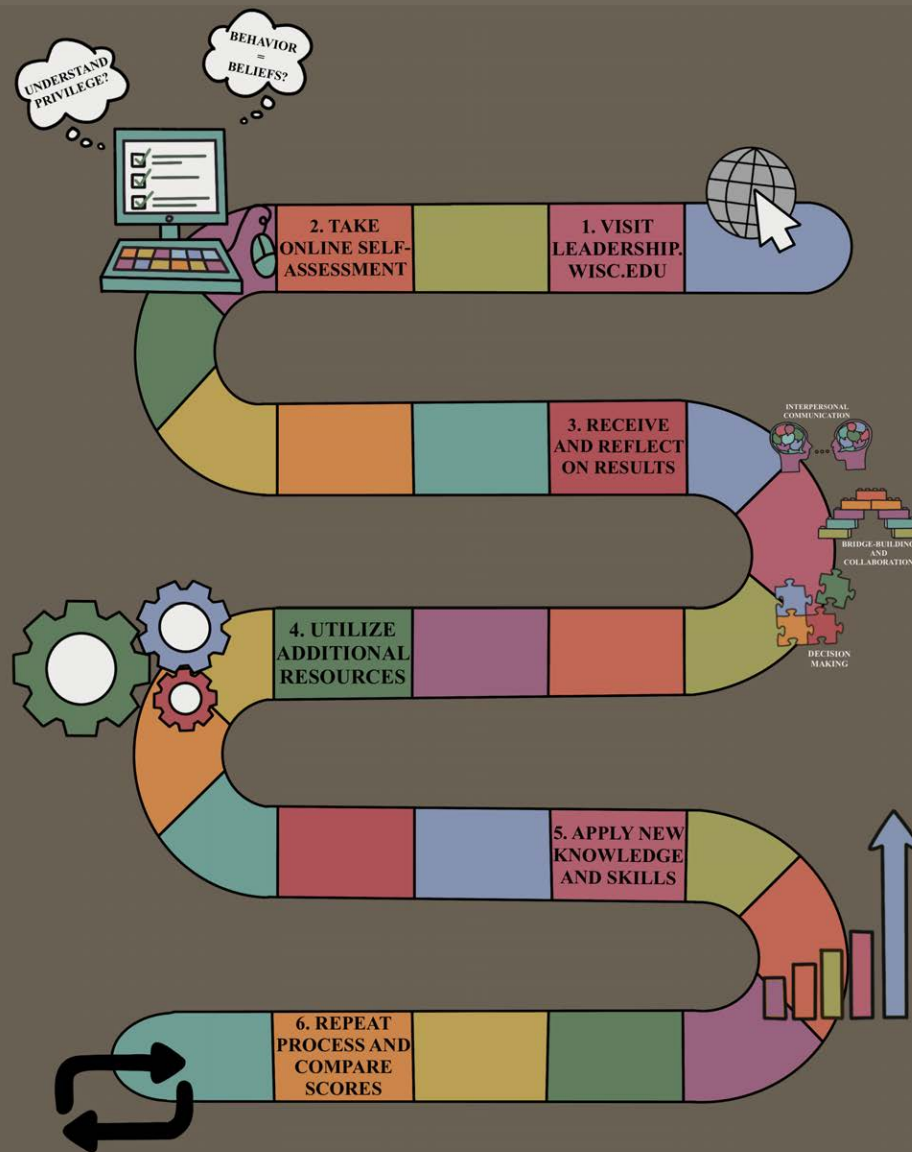 UNDERSTAND
PRIVILEGE?
BEHAVIOR
=
BELIEFS?
1. VISIT
LEADERSHIP.
WISC.EDU
2. TAKE
ONLINE SELF-
ASSESSMENT
3. RECEIVE
AND REFLECT
ON RESULTS
INTERPERSONAL
COMMUNICATION
BRIDGE-BUILDING
AND
COLLABORATION
DECISION
MAKING
4. UTILIZE
ADDITIONAL
RESOURCES
5. APPLY NEW
KNOWLEDGE
AND SKILLS
6. REPEAT
PROCESS AND
COMPARE
SCORES